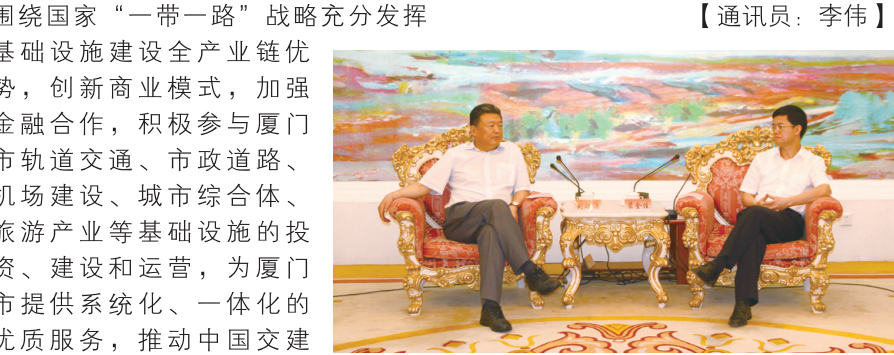 围绕国家“一带一路”战略充分发挥
【通讯员：李伟】
基础设施建设全产业链优
势，创新商业模式，加强
金融合作，积极参与厦门
市轨道交通、市政道路、
机场建设、城市综合体、
旅游产业等基础设施的投
资、建设和运营，为厦门
市提供系统化、一体化的
优质服务，推动中国交建